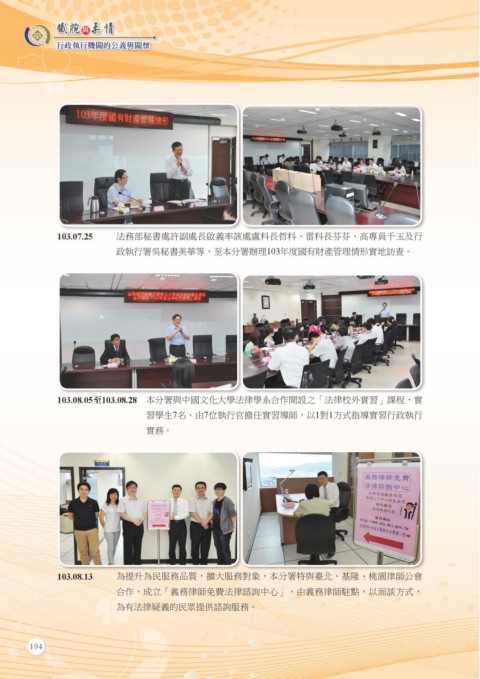 鐵腕與柔情
行政執行機關的公義與關懷
103年度國有財產管理情形
103.07.25 法務部秘書處許副處長啟義率該處盧科長哲科、雷科長芬芬、高專員千玉及行
政執行署吳秘書美華等，至本分署辦理103年度國有財產管理情形實地訪查。
103.08.05至103.08.28 本分署與中國文化大學法律學系合作開設之「法律校外實習」課程，實
習學生7名，由7位執行官擔任實習導師，以1對1方式指導實習行政執行
實務。
義務律師免費
法律諮詢中心
103.08.13 為提升為民服務品質，擴大服務對象，本分署特與臺北、基隆、桃園律師公會
合作，成立「義務律師免費法律諮詢中心」，由義務律師駐點，以面談方式，
為有法律疑義的民眾提供諮詢服務。
194